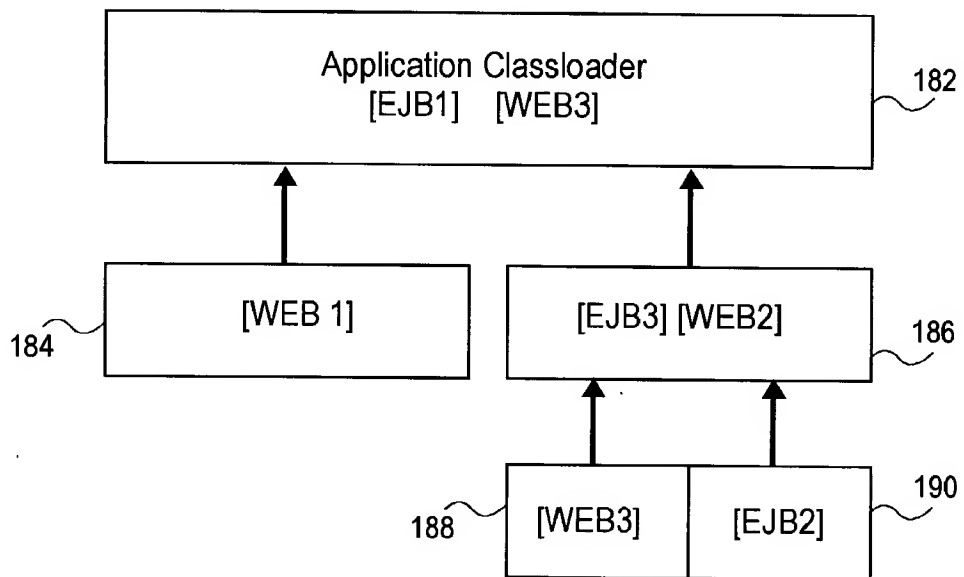 Application Classloader
[EJB1] [WEB3]
182
[WEB 1]
184
[EJB3] [WEB2]
186
[WEB3]
188
[EJB2]
190